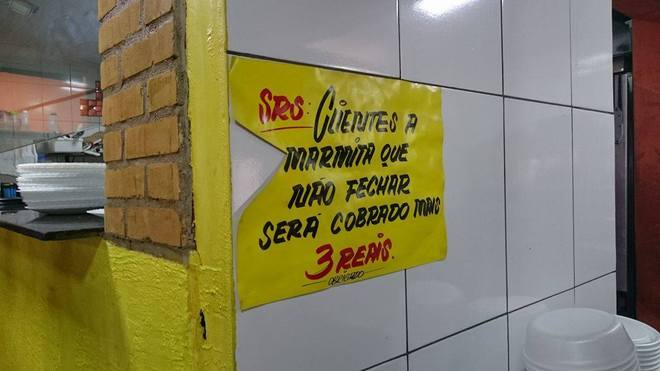 SRS: CLIENTES A
MARMITA QUE
NÃO FECHAR
SERÁ COBRADO MAIS
3 REAIS.
OBRIGADO